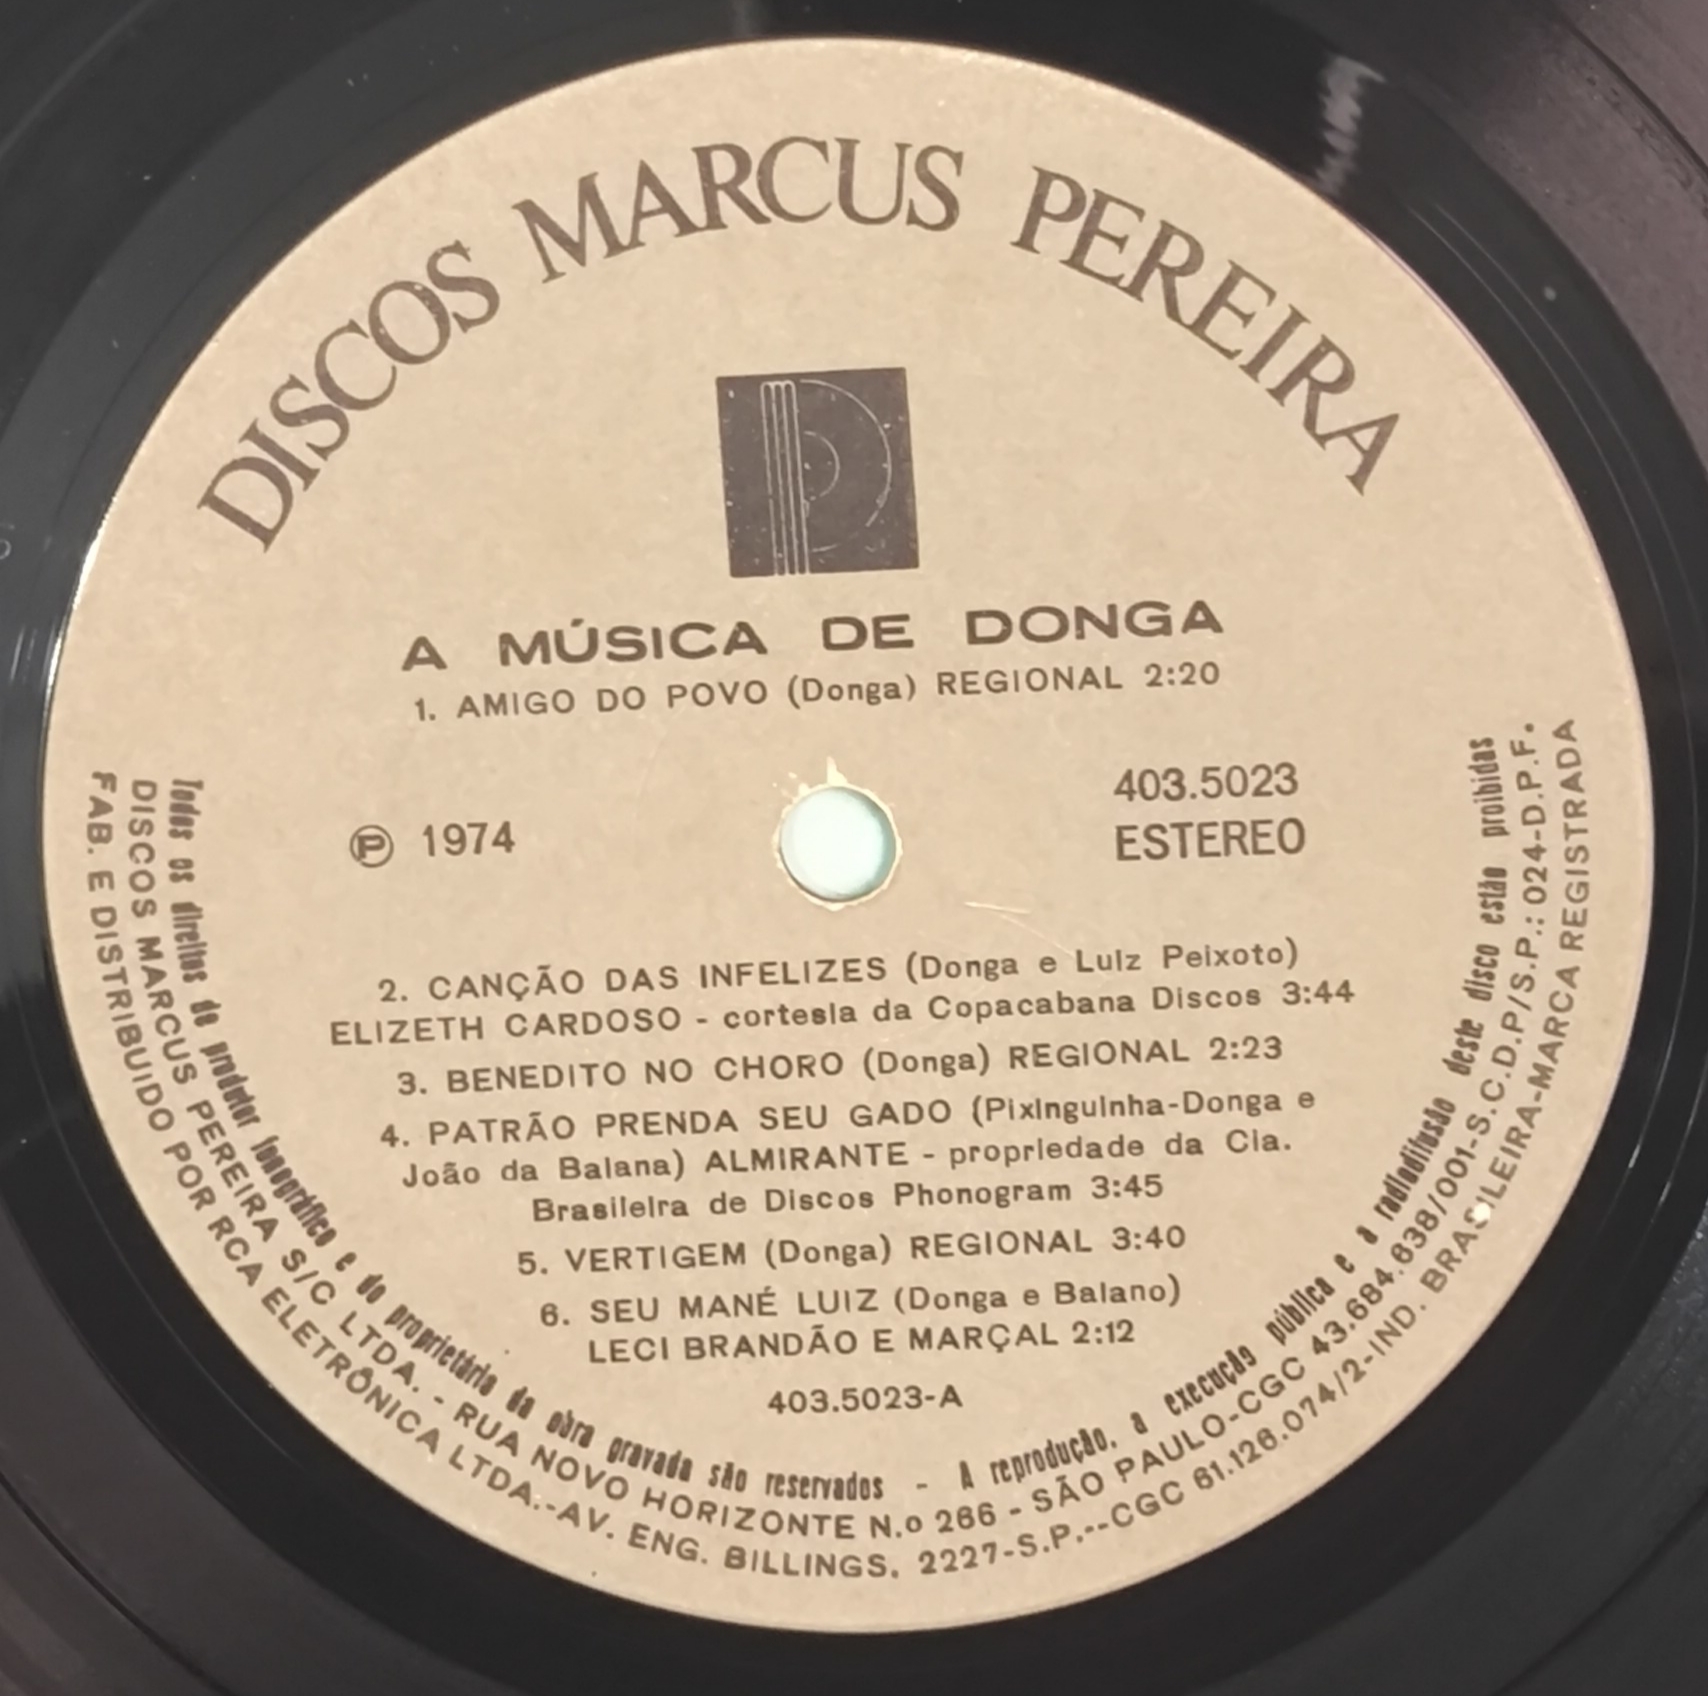 DISCOS MARCUS PEREIRA
A MÚSICA DE DONGA
1. AMIGO DO POVO (Donga) REGIONAL 2:20
℗ 1974
403.5023
ESTEREO
2. CANÇÃO DAS INFELIZES (Donga e Luiz Peixoto)
ELIZETH CARDOSO - cortesia da Copacabana Discos 3:44
3. BENEDITO NO CHORO (Donga) REGIONAL 2:23
4. PATRÃO PRENDA SEU GADO (Pixinguinha-Donga e
João da Baiana) ALMIRANTE - propriedade da Cia.
Brasileira de Discos Phonogram 3:45
5. VERTIGEM (Donga) REGIONAL 3:40
6. SEU MANÉ LUIZ (Donga e Baiano)
LECI BRANDÃO E MARÇAL 2:12
403.5023-A
Todos os direitos do produtor fonográfico e do proprietário da obra gravada são reservados - A reprodução, a execução pública e a radiodifusão deste disco estão proibidas
DISCOS MARCUS PEREIRA S/C LTDA. - RUA NOVO HORIZONTE N.o 266 - SÃO PAULO-CGC 43.684.638/001-S.C.D.P/S.P.: 024-D.P.F.
FAB. E DISTRIBUIDO POR RCA ELETRÔNICA LTDA.-AV. ENG. BILLINGS, 2227-S.P.--CGC 61.126.074/2-IND. BRASILEIRA-MARCA REGISTRADA